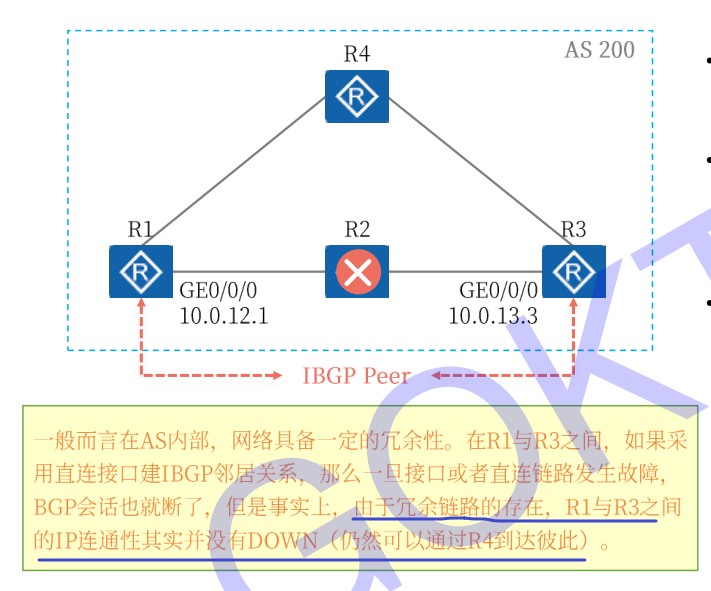 AS 200
R4
R1
R2
R3
GE0/0/0
10.0.12.1
GE0/0/0
10.0.13.3
IBGP Peer
一般而言在AS内部，网络具备一定的冗余性。在R1与R3之间，如果采
用直连接口建IBGP邻居关系，那么一旦接口或者直连链路发生故障，
BGP会话也就断了，但是事实上，由于冗余链路的存在，R1与R3之间
的IP连通性其实并没有DOWN（仍然可以通过R4到达彼此）。